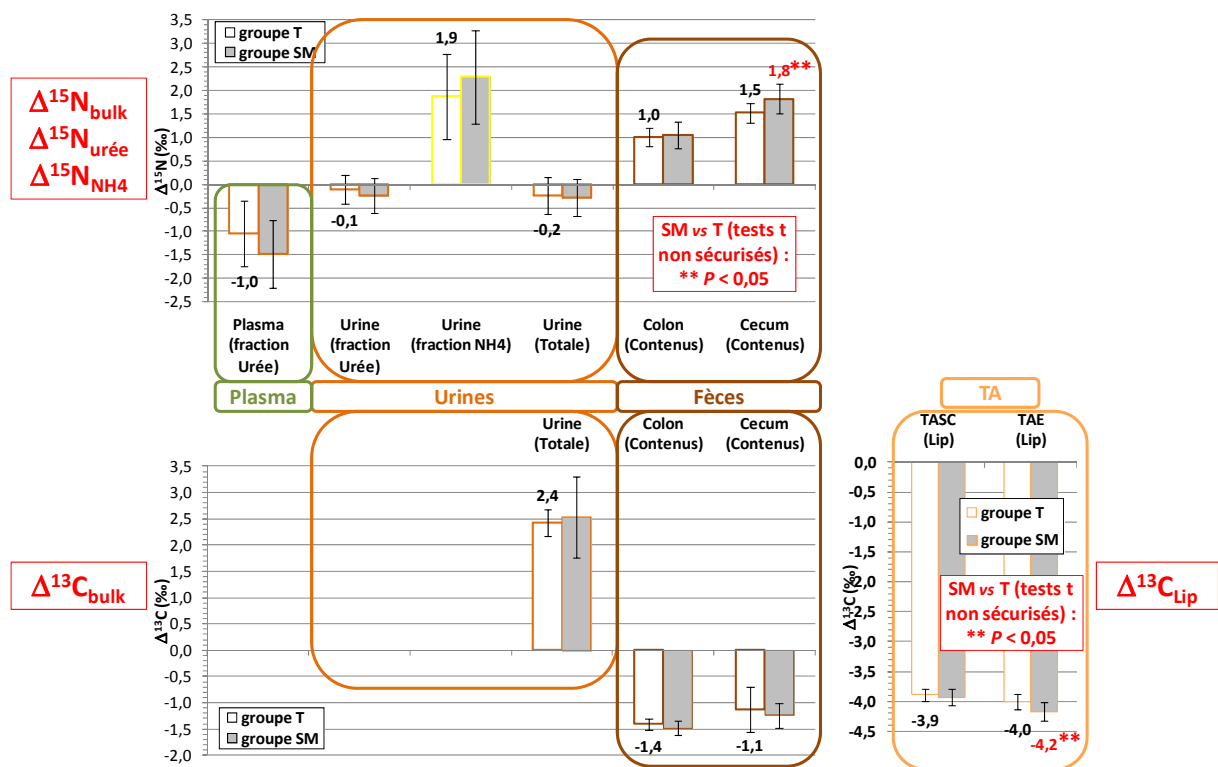 3,5
3,0
2,5
2,0
1,5
1,0
0,5
0,0
-0,5
-1,0
-1,5
-2,0
-2,5
Δ¹⁵N (‰)
groupe T
groupe SM
Δ¹⁵Nbulk
Δ¹⁵Nurée
Δ¹⁵NNH4
-1,0
-0,1
1,9
-0,2
1,0
1,5
1,8**
SM vs T (tests t
non sécurisés) :
** P < 0,05
Plasma
(fraction
Urée)
Urine
(fraction
Urée)
Urine
(fraction NH4)
Urine
(Totale)
Colon
(Contenus)
Cecum
(Contenus)
Plasma
Urines
Fèces
TA
Urine
(Totale)
Colon
(Contenus)
Cecum
(Contenus)
3,5
3,0
2,5
2,0
1,5
1,0
0,5
0,0
-0,5
-1,0
-1,5
-2,0
Δ¹³C (‰)
Δ¹³Cbulk
2,4
-1,4
-1,1
groupe T
groupe SM
TASC
(Lip)
TAE
(Lip)
0,0
-0,5
-1,0
-1,5
-2,0
-2,5
-3,0
-3,5
-4,0
-4,5
Δ¹³C (‰)
groupe T
groupe SM
SM vs T (tests t
non sécurisés) :
** P < 0,05
-3,9
-4,0
-4,2**
Δ¹³CLip